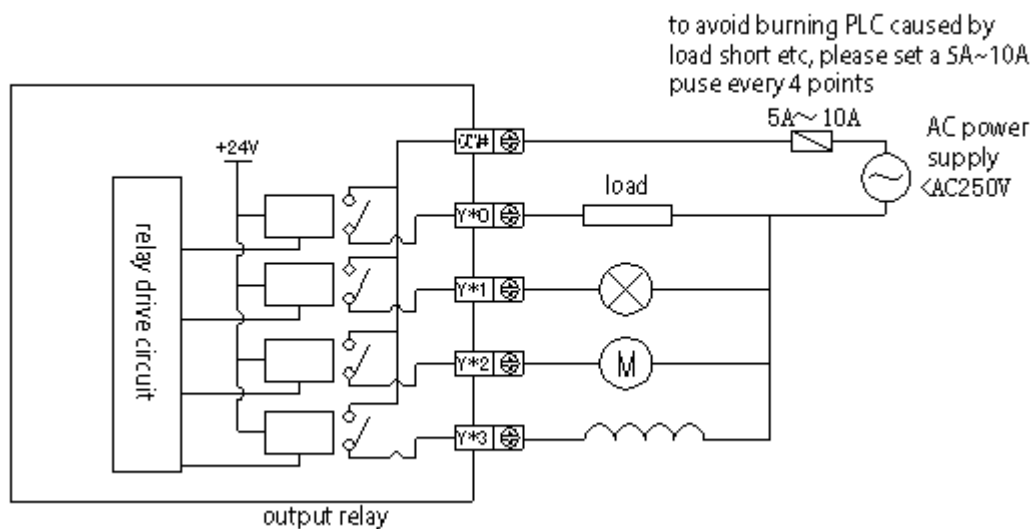 to avoid burning PLC caused by
load short etc, please set a 5A~10A
puse every 4 points
5A~ 10A
AC power
supply
<AC250V
+24V
load
Y*0
relay drive circuit
Y*1
Y*2
M
Y*3
output relay